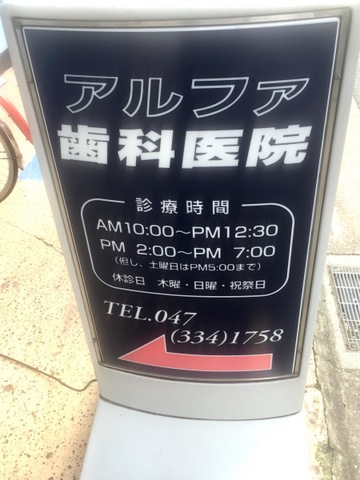 アルファ
歯科医院
診療時間
AM10:00〜PM12:30
PM 2:00〜PM 7:00
(但し、土曜日はPM5:00まで)
休診日 木曜・日曜・祝祭日
TEL.047
(334)1758